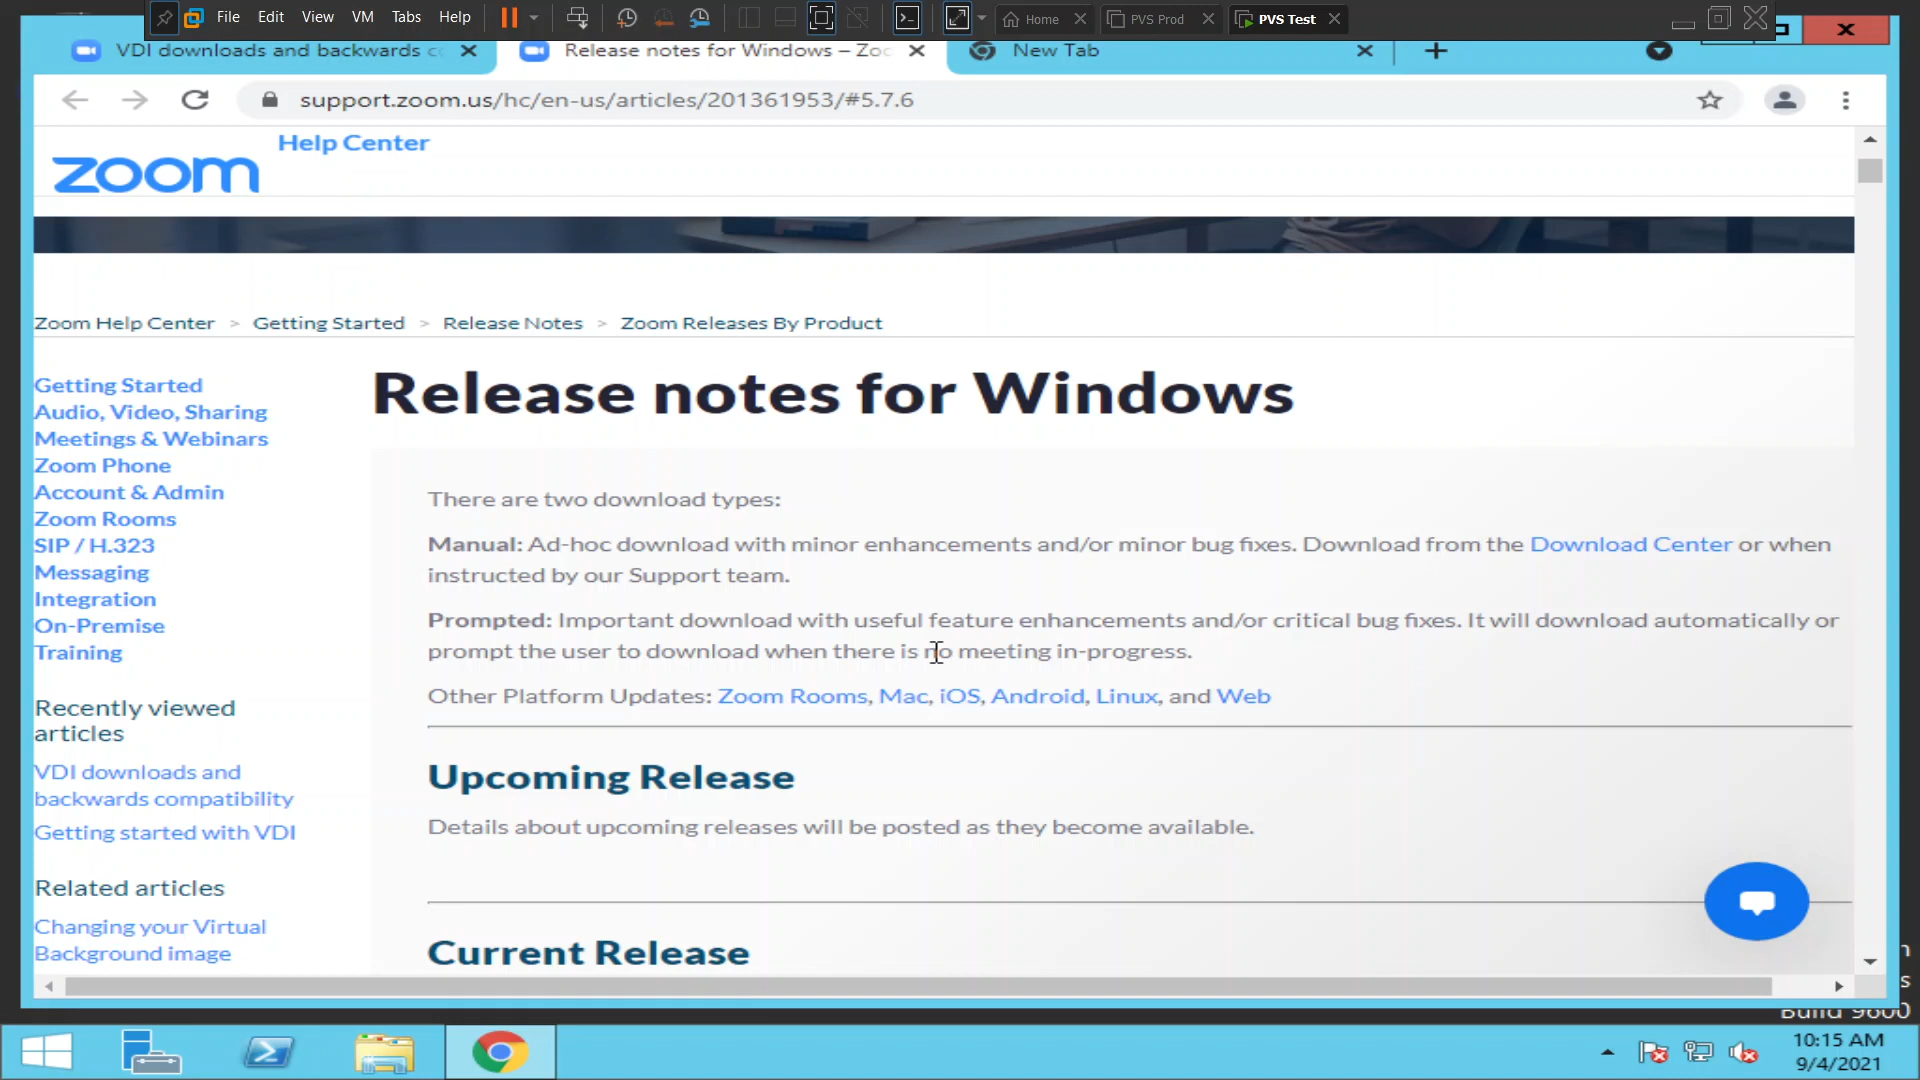 File Edit View VM Tabs Help Home PVS Prod PVS Test
VDI downloads and backwards co Release notes for Windows – Zoo New Tab
support.zoom.us/hc/en-us/articles/201361953/#5.7.6
Help Center
zoom
Zoom Help Center > Getting Started > Release Notes > Zoom Releases By Product
Getting Started
Audio, Video, Sharing
Meetings & Webinars
Zoom Phone
Account & Admin
Zoom Rooms
SIP / H.323
Messaging
Integration
On-Premise
Training
Recently viewed
articles
VDI downloads and
backwards compatibility
Getting started with VDI
Related articles
Changing your Virtual
Background image
Release notes for Windows
There are two download types:
Manual: Ad-hoc download with minor enhancements and/or minor bug fixes. Download from the Download Center or when
instructed by our Support team.
Prompted: Important download with useful feature enhancements and/or critical bug fixes. It will download automatically or
prompt the user to download when there is no meeting in-progress.
Other Platform Updates: Zoom Rooms, Mac, iOS, Android, Linux, and Web
Upcoming Release
Details about upcoming releases will be posted as they become available.
Current Release
n
s
Build 9600
10:15 AM
9/4/2021